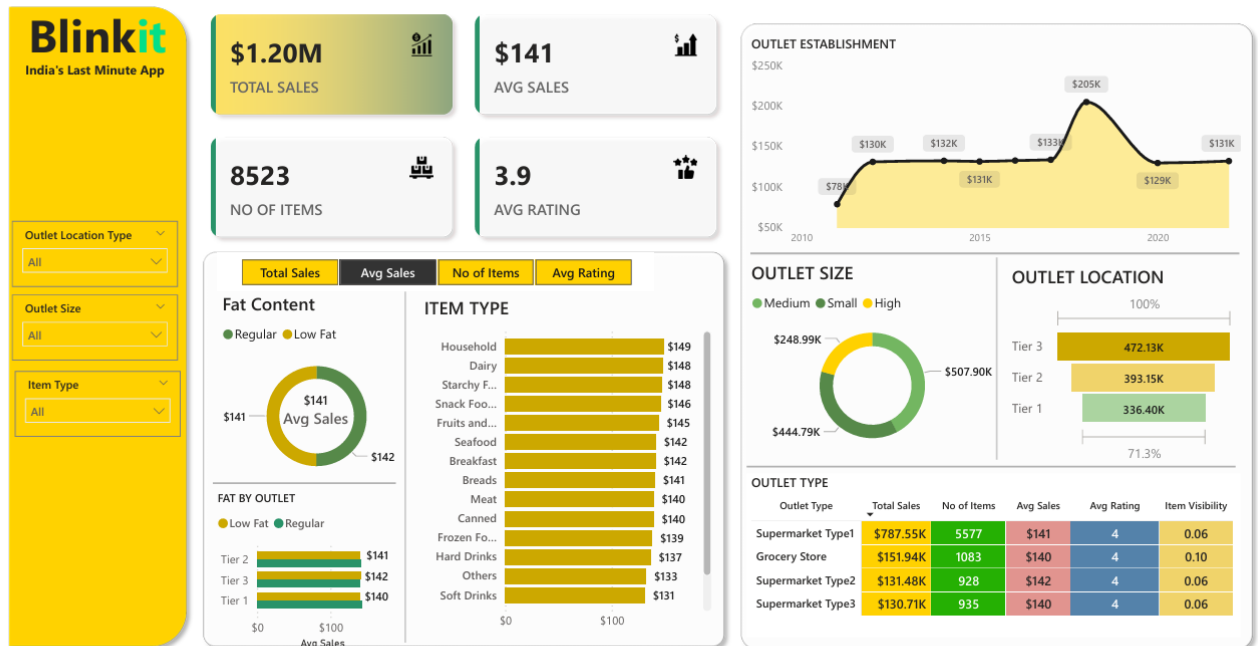 Blinkit
India's Last Minute App
Outlet Location Type
All
Outlet Size
All
Item Type
All
$1.20M
TOTAL SALES
$141
AVG SALES
8523
NO OF ITEMS
3.9
AVG RATING
Total Sales Avg Sales No of Items Avg Rating
Fat Content
Regular Low Fat
$141
Avg Sales
$141
$142
FAT BY OUTLET
Low Fat Regular
Tier 2 $141
Tier 3 $142
Tier 1 $140
$0 $100
Avg Sales
ITEM TYPE
Household $149
Dairy $148
Starchy F... $148
Snack Foo... $146
Fruits and... $145
Seafood $142
Breakfast $142
Breads $141
Meat $140
Canned $140
Frozen Fo... $139
Hard Drinks $137
Others $133
Soft Drinks $131
$0 $100
OUTLET ESTABLISHMENT
$250K
$200K
$150K
$100K
$50K
$78K
$130K
$132K
$131K
$133K
$205K
$129K
$131K
2010 2015 2020
OUTLET SIZE
Medium Small High
$248.99K
$507.90K
$444.79K
OUTLET LOCATION
100%
Tier 3 472.13K
Tier 2 393.15K
Tier 1 336.40K
71.3%
OUTLET TYPE
Outlet Type Total Sales No of Items Avg Sales Avg Rating Item Visibility
Supermarket Type1 $787.55K 5577 $141 4 0.06
Grocery Store $151.94K 1083 $140 4 0.10
Supermarket Type2 $131.48K 928 $142 4 0.06
Supermarket Type3 $130.71K 935 $140 4 0.06